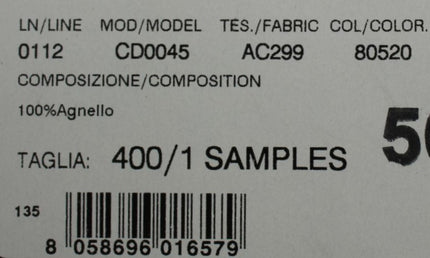 LN/LINE MOD/MODEL TES./FABRIC COL/COLOR.
0112 CD0045 AC299 80520
COMPOSIZIONE/COMPOSITION
100%Agnello
TAGLIA: 400/1 SAMPLES
135
8 058696 016579